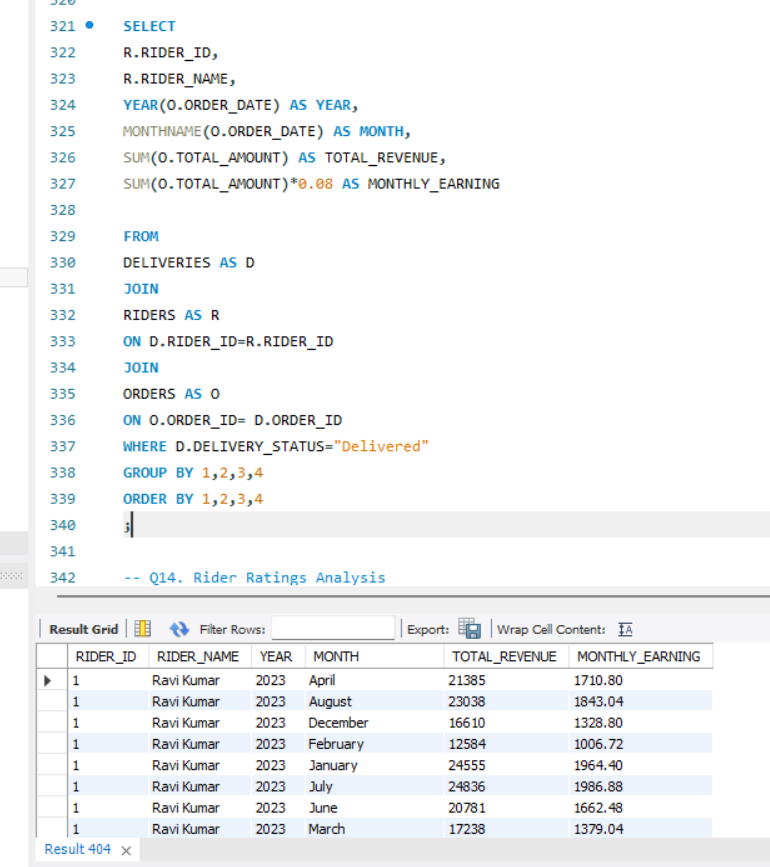 320
321 SELECT
322 R.RIDER_ID,
323 R.RIDER_NAME,
324 YEAR(O.ORDER_DATE) AS YEAR,
325 MONTHNAME(O.ORDER_DATE) AS MONTH,
326 SUM(O.TOTAL_AMOUNT) AS TOTAL_REVENUE,
327 SUM(O.TOTAL_AMOUNT)*0.08 AS MONTHLY_EARNING
328
329 FROM
330 DELIVERIES AS D
331 JOIN
332 RIDERS AS R
333 ON D.RIDER_ID=R.RIDER_ID
334 JOIN
335 ORDERS AS O
336 ON O.ORDER_ID= D.ORDER_ID
337 WHERE D.DELIVERY_STATUS="Delivered"
338 GROUP BY 1,2,3,4
339 ORDER BY 1,2,3,4
340 ;
341
342 -- Q14. Rider Ratings Analysis
Result Grid Filter Rows: Export: Wrap Cell Content: IA
RIDER_ID RIDER_NAME YEAR MONTH TOTAL_REVENUE MONTHLY_EARNING
1 Ravi Kumar 2023 April 21385 1710.80
1 Ravi Kumar 2023 August 23038 1843.04
1 Ravi Kumar 2023 December 16610 1328.80
1 Ravi Kumar 2023 February 12584 1006.72
1 Ravi Kumar 2023 January 24555 1964.40
1 Ravi Kumar 2023 July 24836 1986.88
1 Ravi Kumar 2023 June 20781 1662.48
1 Ravi Kumar 2023 March 17238 1379.04
Result 404